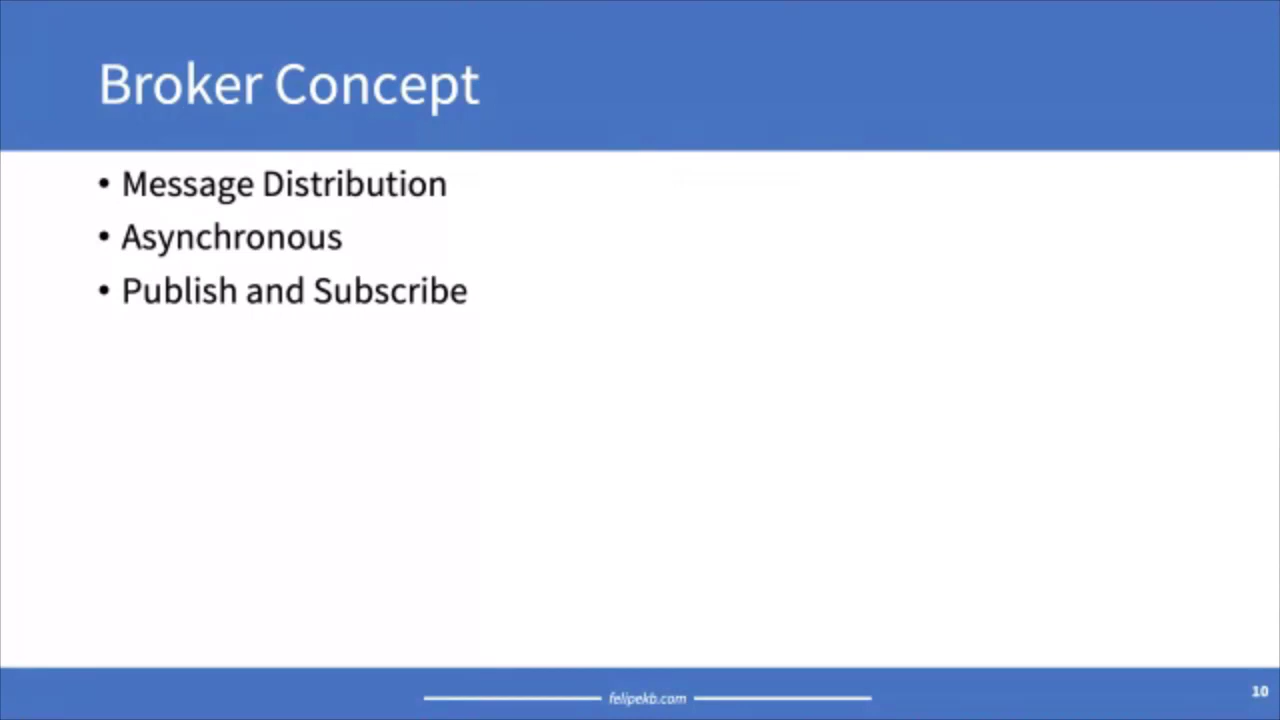 Broker Concept
• Message Distribution
• Asynchronous
• Publish and Subscribe
felipekb.com
10